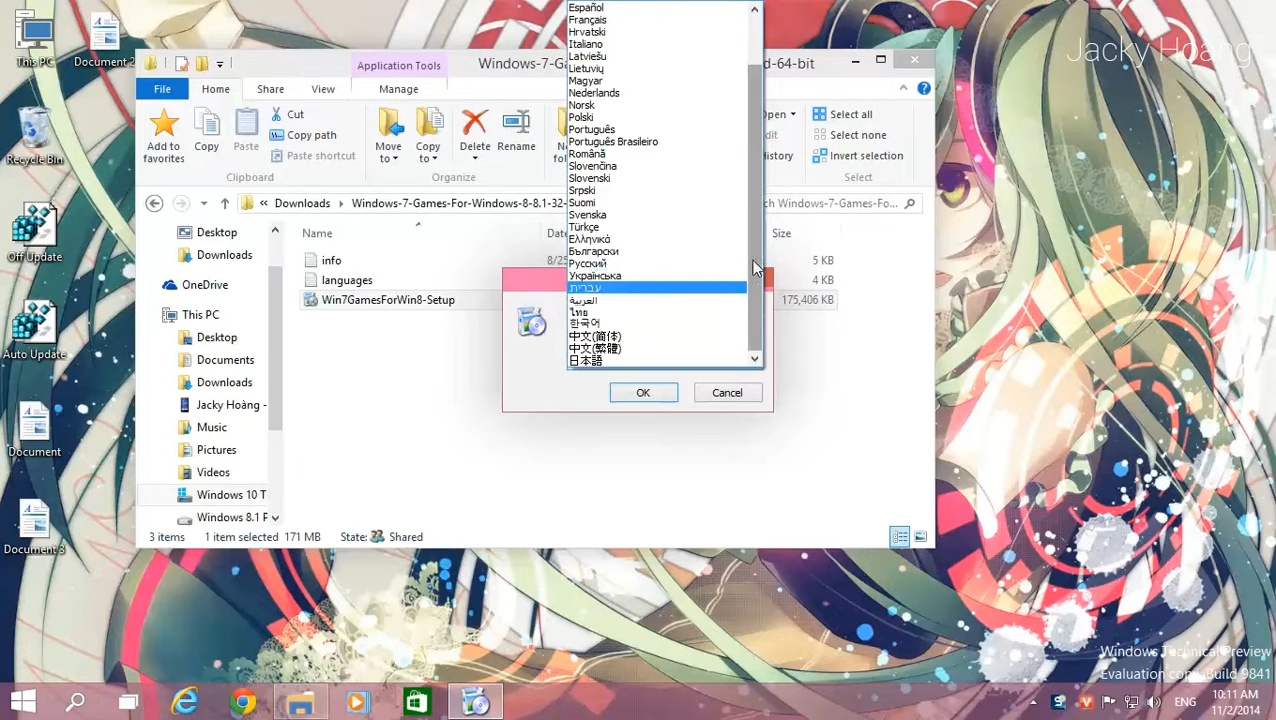 This PC
Document 2
Recycle Bin
Off Update
Auto Update
Document
Document 3
Jacky Hoàng
Application Tools
Windows-7-G
d-64-bit
File
Home
Share
View
Manage
Add to favorites
Copy
Paste
Cut
Copy path
Paste shortcut
Clipboard
Move to
Copy to
Delete
Rename
Organize
Open
Edit
History
Select all
Select none
Invert selection
Select
« Downloads
Windows-7-Games-For-Windows-8-8.1-32-
ch Windows-7-Games-Fo...
Desktop
Downloads
OneDrive
This PC
Desktop
Documents
Downloads
Jacky Hoàng -
Music
Pictures
Videos
Windows 10 T
Windows 8.1 P
Name
Date
Size
info
8/25
5 KB
languages
4 KB
Win7GamesForWin8-Setup
175,406 KB
Español
Français
Hrvatski
Italiano
Latviešu
Lietuvių
Magyar
Nederlands
Norsk
Polski
Português
Português Brasileiro
Română
Slovenčina
Slovenski
Srpski
Suomi
Svenska
Türkçe
Ελληνικά
Български
Русский
Українська
עברית
العربية
ไทย
한국어
中文(简体)
中文(繁體)
日本語
OK
Cancel
3 items
1 item selected 171 MB
State:
Shared
Windows Technical Preview
Evaluation copy. Build 9841
ENG
10:11 AM
11/2/2014